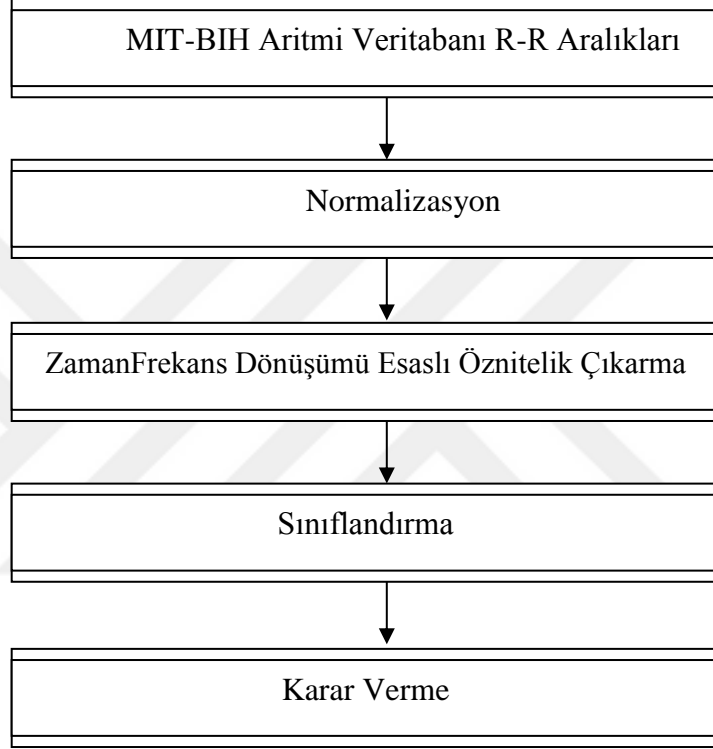 MIT-BIH Aritmi Veritabanı R-R Aralıkları
Normalizasyon
ZamanFrekans Dönüşümü Esaslı Öznitelik Çıkarma
Sınıflandırma
Karar Verme